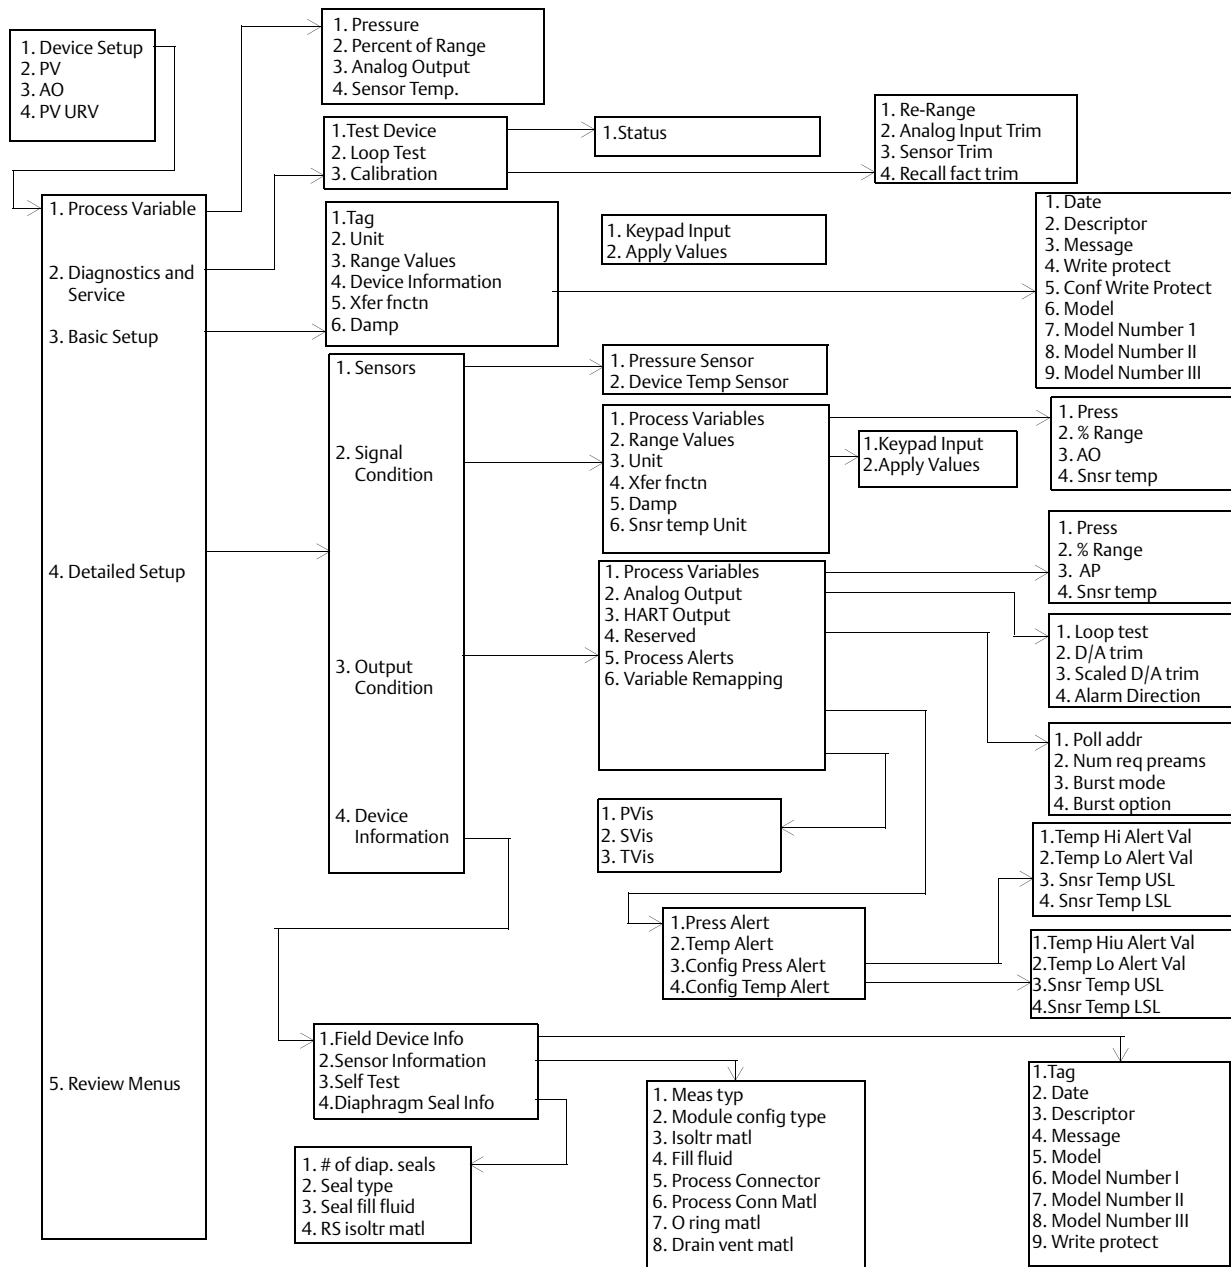 1. Device Setup
2. PV
3. AO
4. PV URV
1. Pressure
2. Percent of Range
3. Analog Output
4. Sensor Temp.
1.Test Device
2. Loop Test
3. Calibration
1.Status
1. Re-Range
2. Analog Input Trim
3. Sensor Trim
4. Recall fact trim
1. Process Variable
2. Diagnostics and
Service
3. Basic Setup
4. Detailed Setup
5. Review Menus
1.Tag
2. Unit
3. Range Values
4. Device Information
5. Xfer fnctn
6. Damp
1. Keypad Input
2. Apply Values
1. Date
2. Descriptor
3. Message
4. Write protect
5. Conf Write Protect
6. Model
7. Model Number 1
8. Model Number II
9. Model Number III
1. Sensors
2. Signal
Condition
3. Output
Condition
4. Device
Information
1. Pressure Sensor
2. Device Temp Sensor
1. Process Variables
2. Range Values
3. Unit
4. Xfer fnctn
5. Damp
6. Snsr temp Unit
1.Keypad Input
2.Apply Values
1. Press
2. % Range
3. AO
4. Snsr temp
1. Process Variables
2. Analog Output
3. HART Output
4. Reserved
5. Process Alerts
6. Variable Remapping
1. Press
2. % Range
3. AP
4. Snsr temp
1. Loop test
2. D/A trim
3. Scaled D/A trim
4. Alarm Direction
1. Poll addr
2. Num req preams
3. Burst mode
4. Burst option
1. PVis
2. SVis
3. TVis
1.Temp Hi Alert Val
2.Temp Lo Alert Val
3. Snsr Temp USL
4. Snsr Temp LSL
1.Press Alert
2.Temp Alert
3.Config Press Alert
4.Config Temp Alert
1.Temp Hiu Alert Val
2.Temp Lo Alert Val
3.Snsr Temp USL
4.Snsr Temp LSL
1.Field Device Info
2.Sensor Information
3.Self Test
4.Diaphragm Seal Info
1. # of diap. seals
2. Seal type
3. Seal fill fluid
4. RS isoltr matl
1. Meas typ
2. Module config type
3. Isoltr matl
4. Fill fluid
5. Process Connector
6. Process Conn Matl
7. O ring matl
8. Drain vent matl
1.Tag
2. Date
3. Descriptor
4. Message
5. Model
6. Model Number I
7. Model Number II
8. Model Number III
9. Write protect